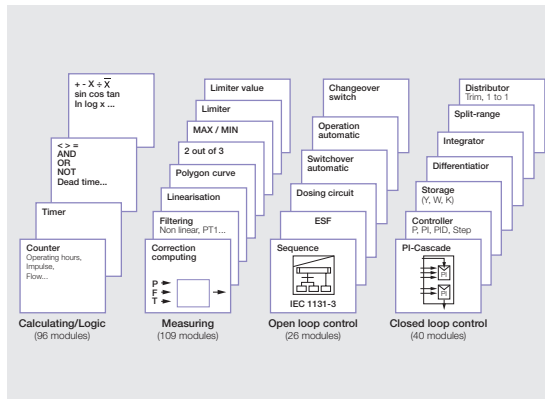 + - X ÷ X̅
sin cos tan
ln log x ...
< > =
AND
OR
NOT
Dead time...
Timer
Counter
Operating hours,
Impulse,
Flow...
Calculating/Logic
(96 modules)
Limiter value
Limiter
MAX / MIN
2 out of 3
Polygon curve
Linearisation
Filtering
Non linear, PT1...
Correction
computing
P
F
T
Measuring
(109 modules)
Changeover
switch
Operation
automatic
Switchover
automatic
Dosing circuit
ESF
Sequence
IEC 1131-3
Open loop control
(26 modules)
Distributor
Trim, 1 to 1
Split-range
Integrator
Differentiatior
Storage
(Y, W, K)
Controller
P, PI, PID, Step
PI-Cascade
PI
PI
Closed loop control
(40 modules)